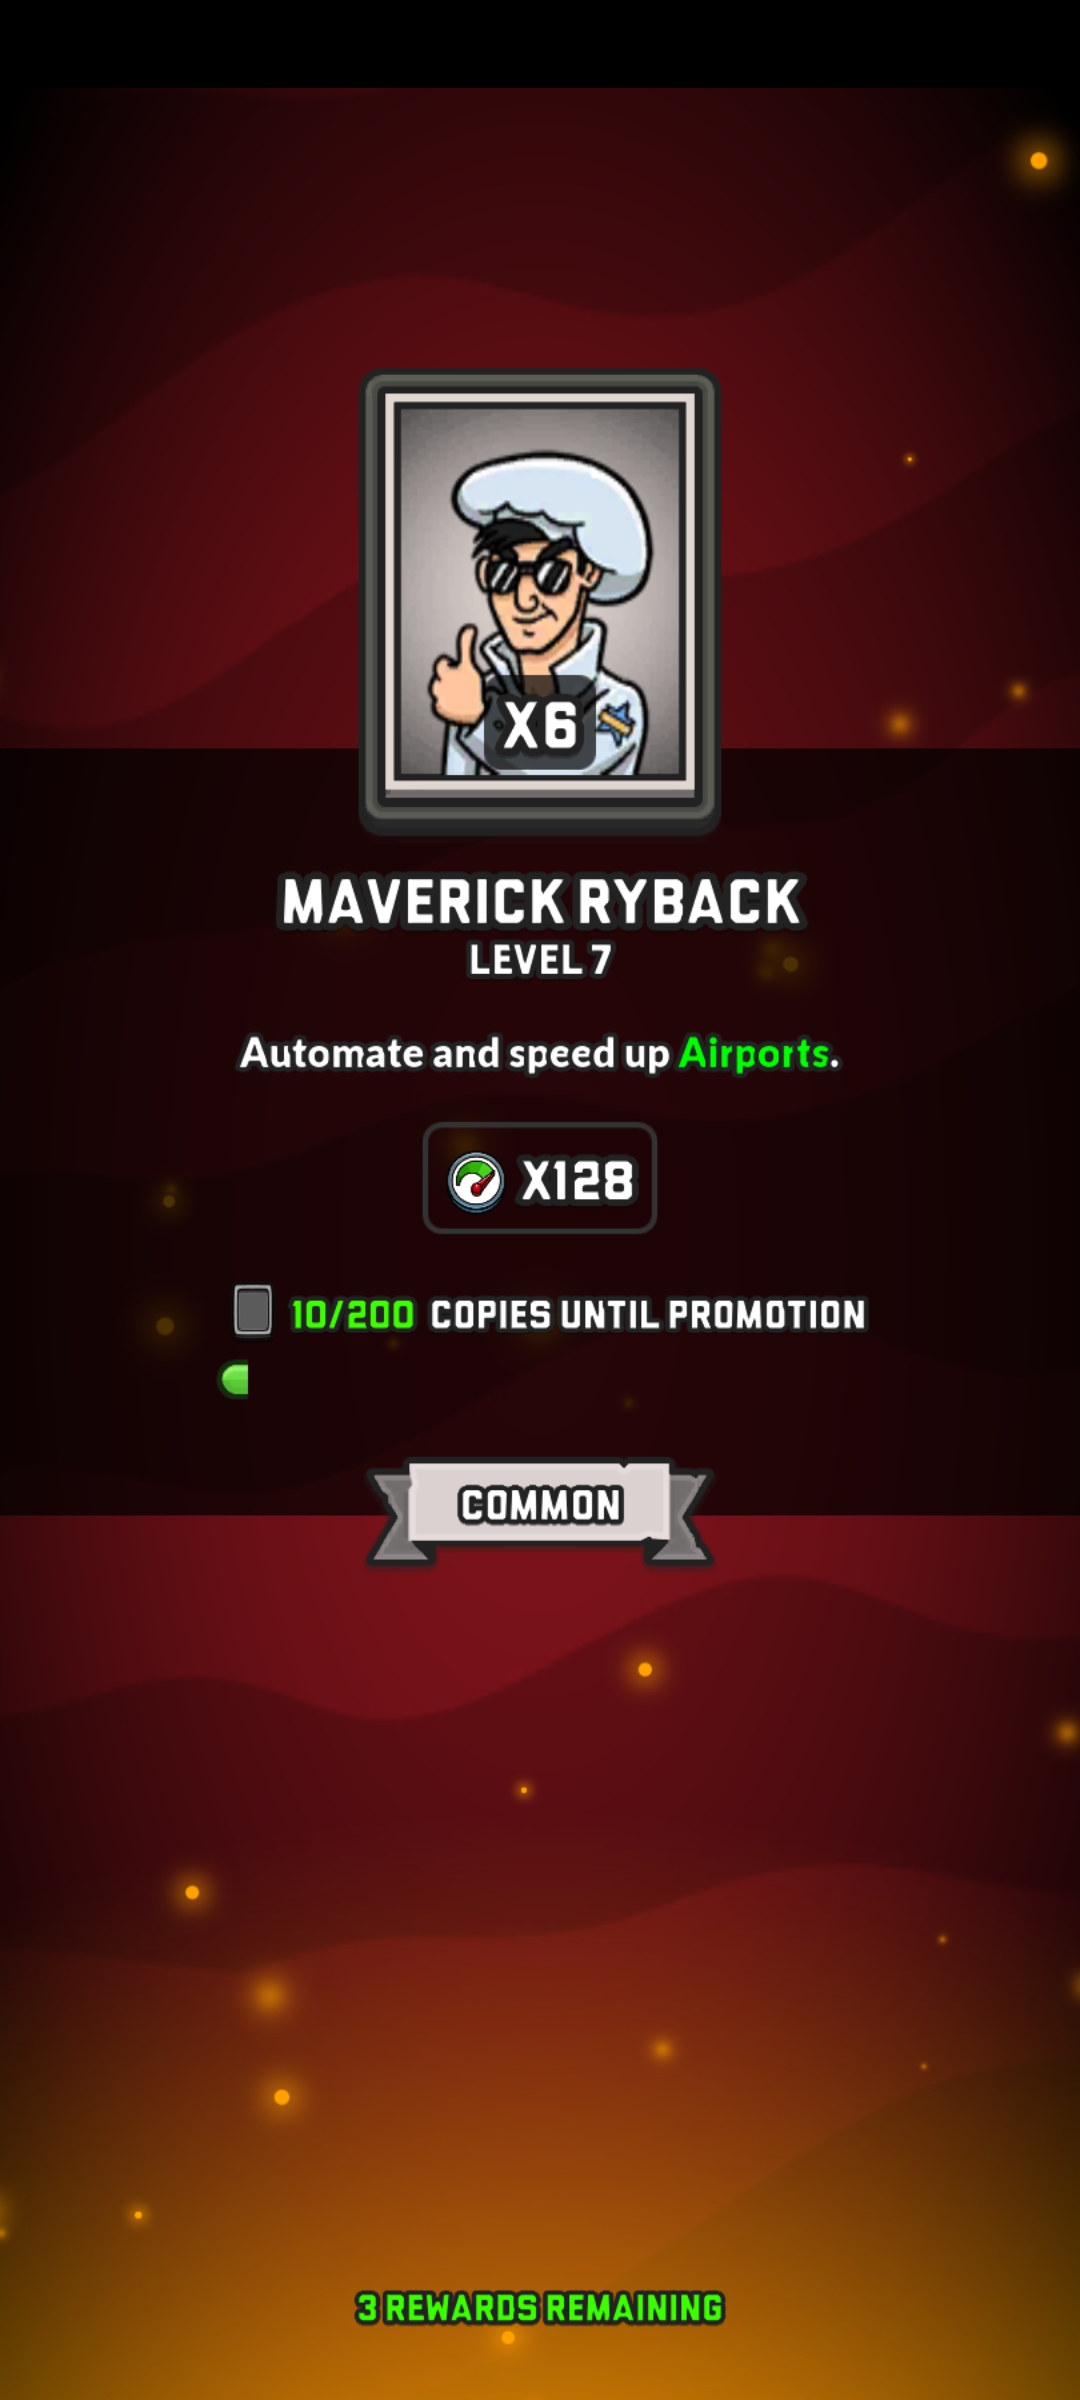 X6
MAVERICK RYBACK
LEVEL 7
Automate and speed up Airports.
X128
10/200 COPIES UNTIL PROMOTION
COMMON
3 REWARDS REMAINING